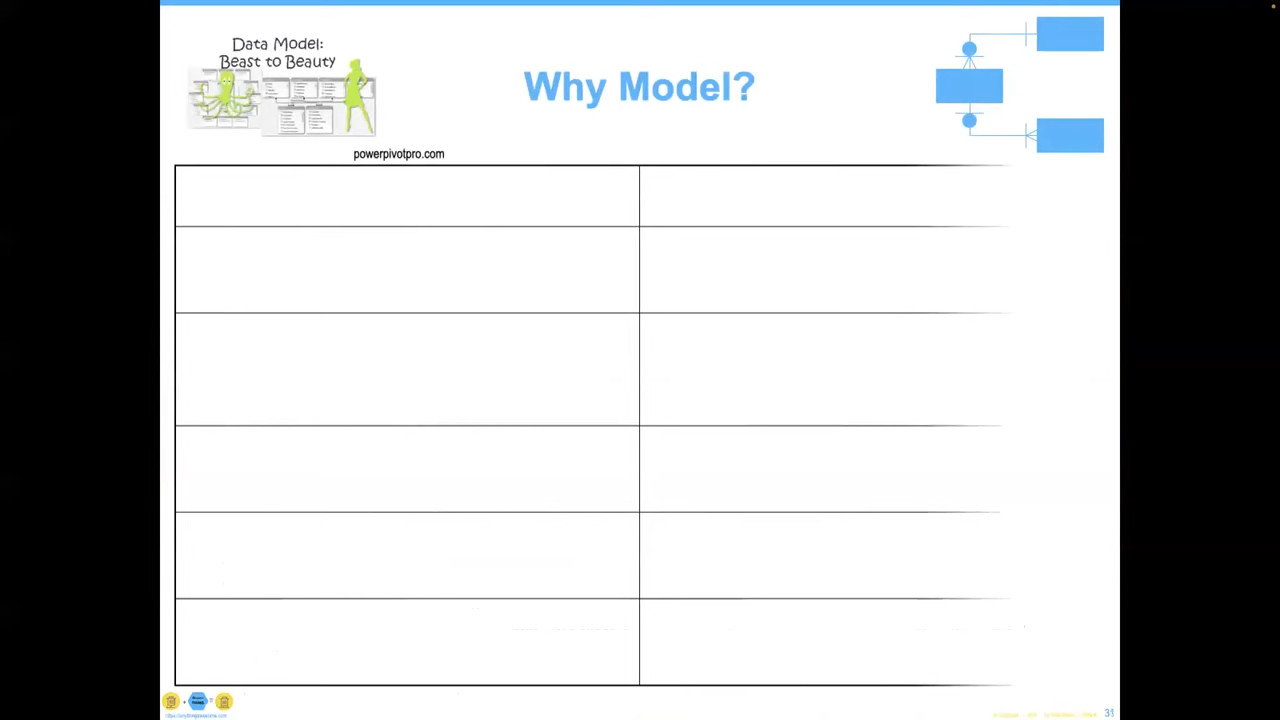 Data Model:
Beast to Beauty
Why Model?
powerpivotpro.com
31